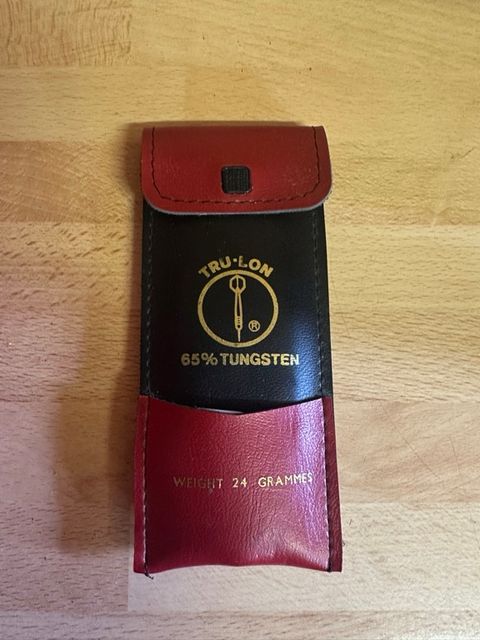 TRU-LON
®
65% TUNGSTEN
WEIGHT 24 GRAMMES